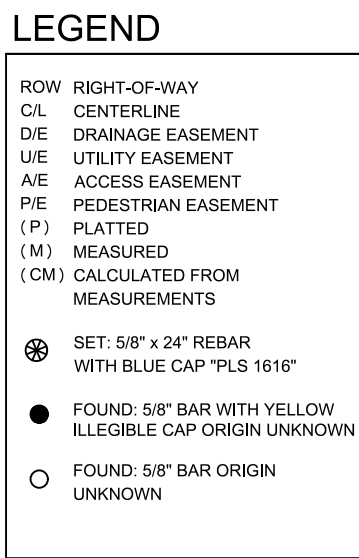 LEGEND
ROW RIGHT-OF-WAY
C/L CENTERLINE
D/E DRAINAGE EASEMENT
U/E UTILITY EASEMENT
A/E ACCESS EASEMENT
P/E PEDESTRIAN EASEMENT
(P) PLATTED
(M) MEASURED
(CM) CALCULATED FROM
MEASUREMENTS
SET: 5/8" x 24" REBAR
WITH BLUE CAP "PLS 1616"
FOUND: 5/8" BAR WITH YELLOW
ILLEGIBLE CAP ORIGIN UNKNOWN
FOUND: 5/8" BAR ORIGIN
UNKNOWN